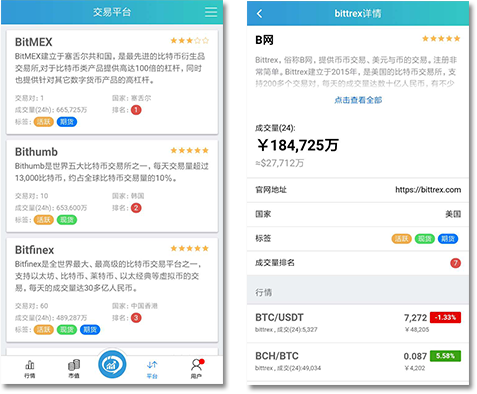 交易平台
BitMEX
BitMEX建立于塞舌尔共和国，是最先进的比特币衍生品
交易所,对于比特币类产品提供高达100倍的杠杆，同时
也提供针对其它数字货币产品的高杠杆。
交易对: 1
国家: 塞舌尔
成交量(24h): 665,725万
排名: 1
标签: 活跃 期货
Bithumb
Bithumb是世界五大比特币交易所之一，每天交易量超过
13,000比特币，约占全球比特币交易量的10%。
交易对: 10
国家: 韩国
成交量(24h): 653,600万
排名: 2
标签: 活跃 现货
Bitfinex
Bitfinex是全世界最大、最高级的比特币交易平台之一，
支持以太坊、比特币、莱特币、以太经典等虚拟币的交
易，每天的成交量达30多亿人民币。
交易对: 60
国家: 中国香港
成交量(24h): 489,287万
排名: 3
标签: 活跃 现货 期货
行情
市值
平台
用户
bittrex详情
B网
Bittrex，俗称B网，提供币币交易, 美元与币的交易。注册非
常简单。Bittrex建立于2015年，是美国的比特币交易所，支
持200多个交易对，每天的成交量达数十亿人民币，有不少
点击查看全部
成交量(24):
￥184,725万
≈$27,712万
官网地址 https://bittrex.com
国家 美国
标签 活跃 现货 期货
成交量排名 7
行情
BTC/USDT 7,272 -1.33%
bittrex , 成交(24):5,327 ￥48,205
BCH/BTC 0.087 5.58%
bittrex , 成交(24):49,034 ￥4,202